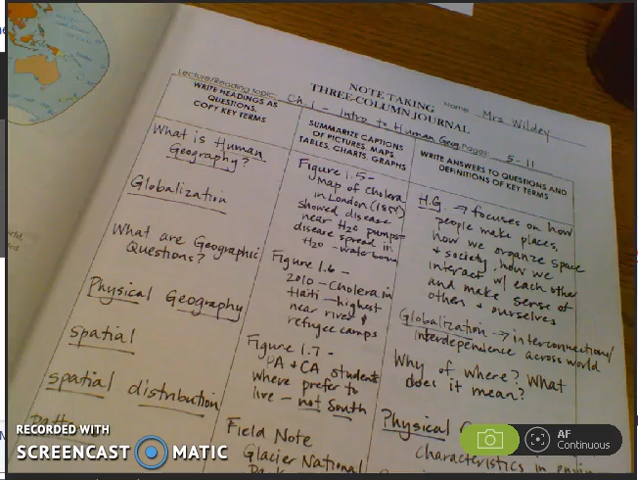 NOTE TAKING
THREE-COLUMN JOURNAL
Name Mrs Wildey
Lecture/Reading topic: Ch. 1 - Intro to Human Geog Pages 5-11
WRITE HEADINGS AS
QUESTIONS,
COPY KEY TERMS
What is Human
Geography?
Globalization
What are Geographic
Questions?
Physical Geography
spatial
spatial distribution
SUMMARIZE CAPTIONS
OF PICTURES, MAPS,
TABLES, CHARTS, GRAPHS
Figure 1.5-
Map of Cholera
in London (1854)
showed disease
near H2O pumps-
disease spread in
H2O - water borne
Figure 1.6-
2010 - Cholera in
Haiti - highest
near rives &
refugee camps
Figure 1.7-
PA & CA students
where prefer to
live - not South
Field Note
Glacier National
WRITE ANSWERS TO QUESTIONS AND
DEFINITIONS OF KEY TERMS
H.G → focuses on how
people make places,
how we organize space
& society, how we
interact w/ each other
and make sense of
others & ourselves
Globalization → interconnection/
interdependence across world
Why of where? What
does it mean?
Physical
characteristics in
RECORDED WITH
SCREENCAST MATIC
AF
Continuous